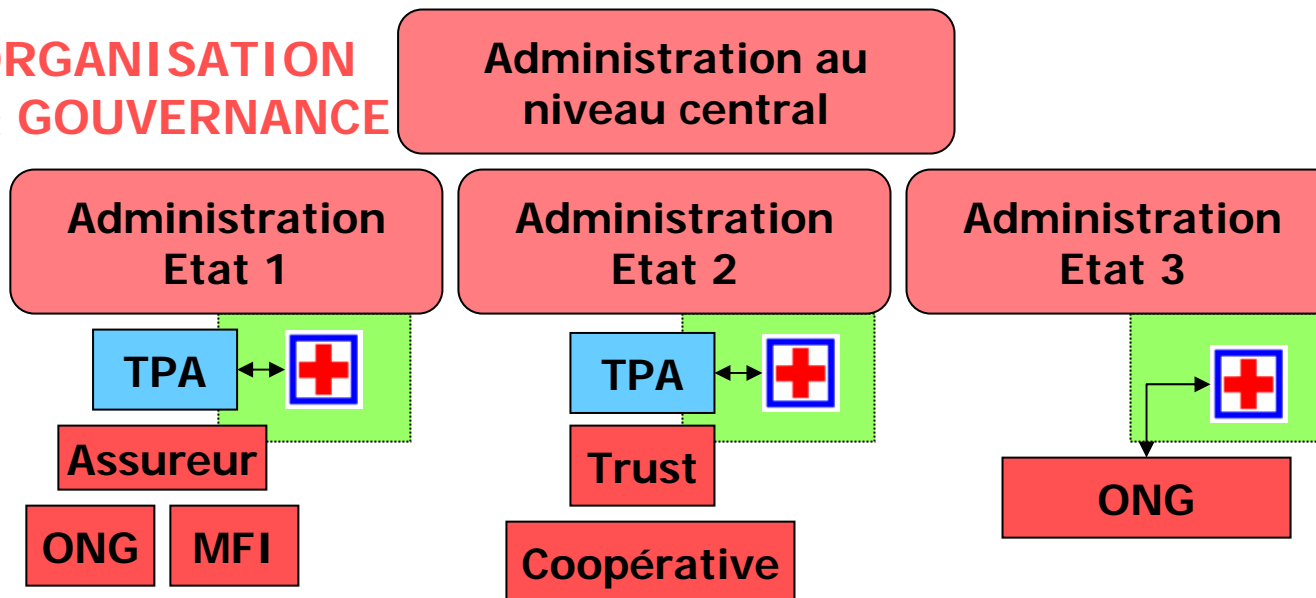 ORGANISATION
GOUVERNANCE
Administration au
niveau central
Administration
Etat 1
Administration
Etat 2
Administration
Etat 3
TPA
TPA
Assureur
Trust
ONG
ONG
MFI
Coopérative